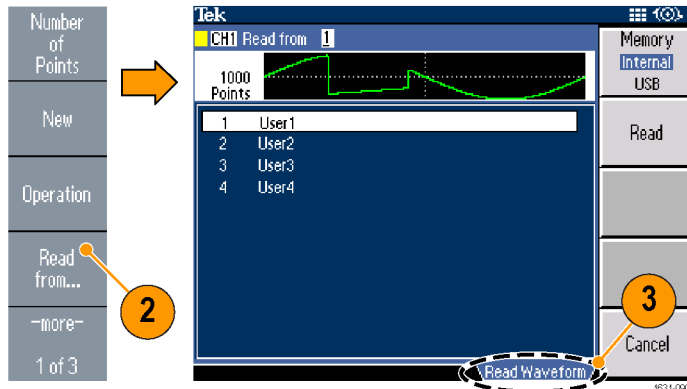 Number
of
Points
New
Operation
Read
from...
-more-
1 of 3
2
Tek
CH1 Read from 1
1000
Points
1 User1
2 User2
3 User3
4 User4
Read Waveform
Memory
Internal
USB
Read
3
Cancel